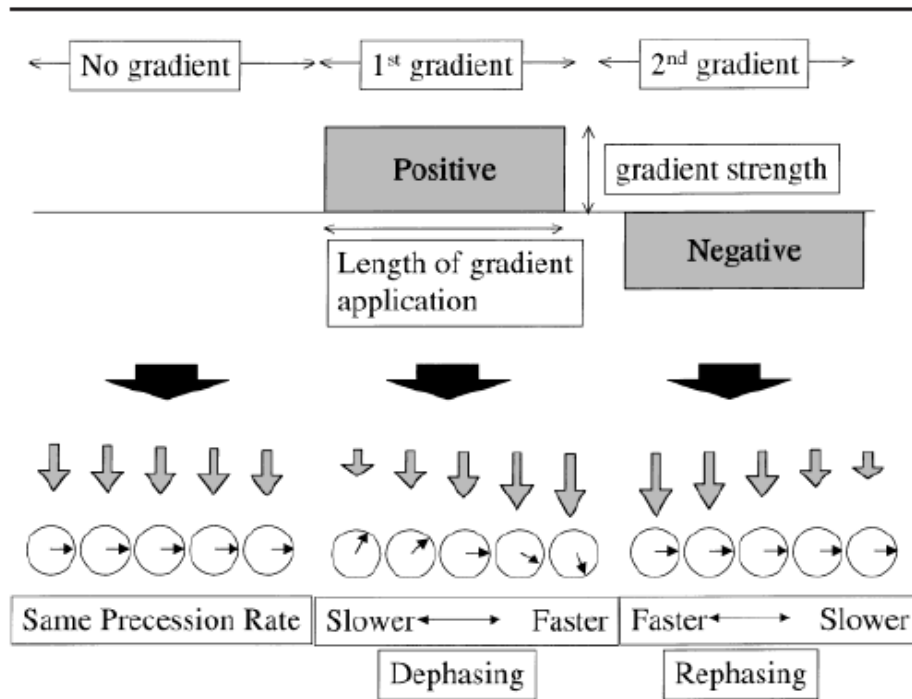 No gradient
1st gradient
2nd gradient
Positive
gradient strength
Length of gradient
application
Negative
Same Precession Rate
Slower Faster
Faster Slower
Dephasing
Rephasing